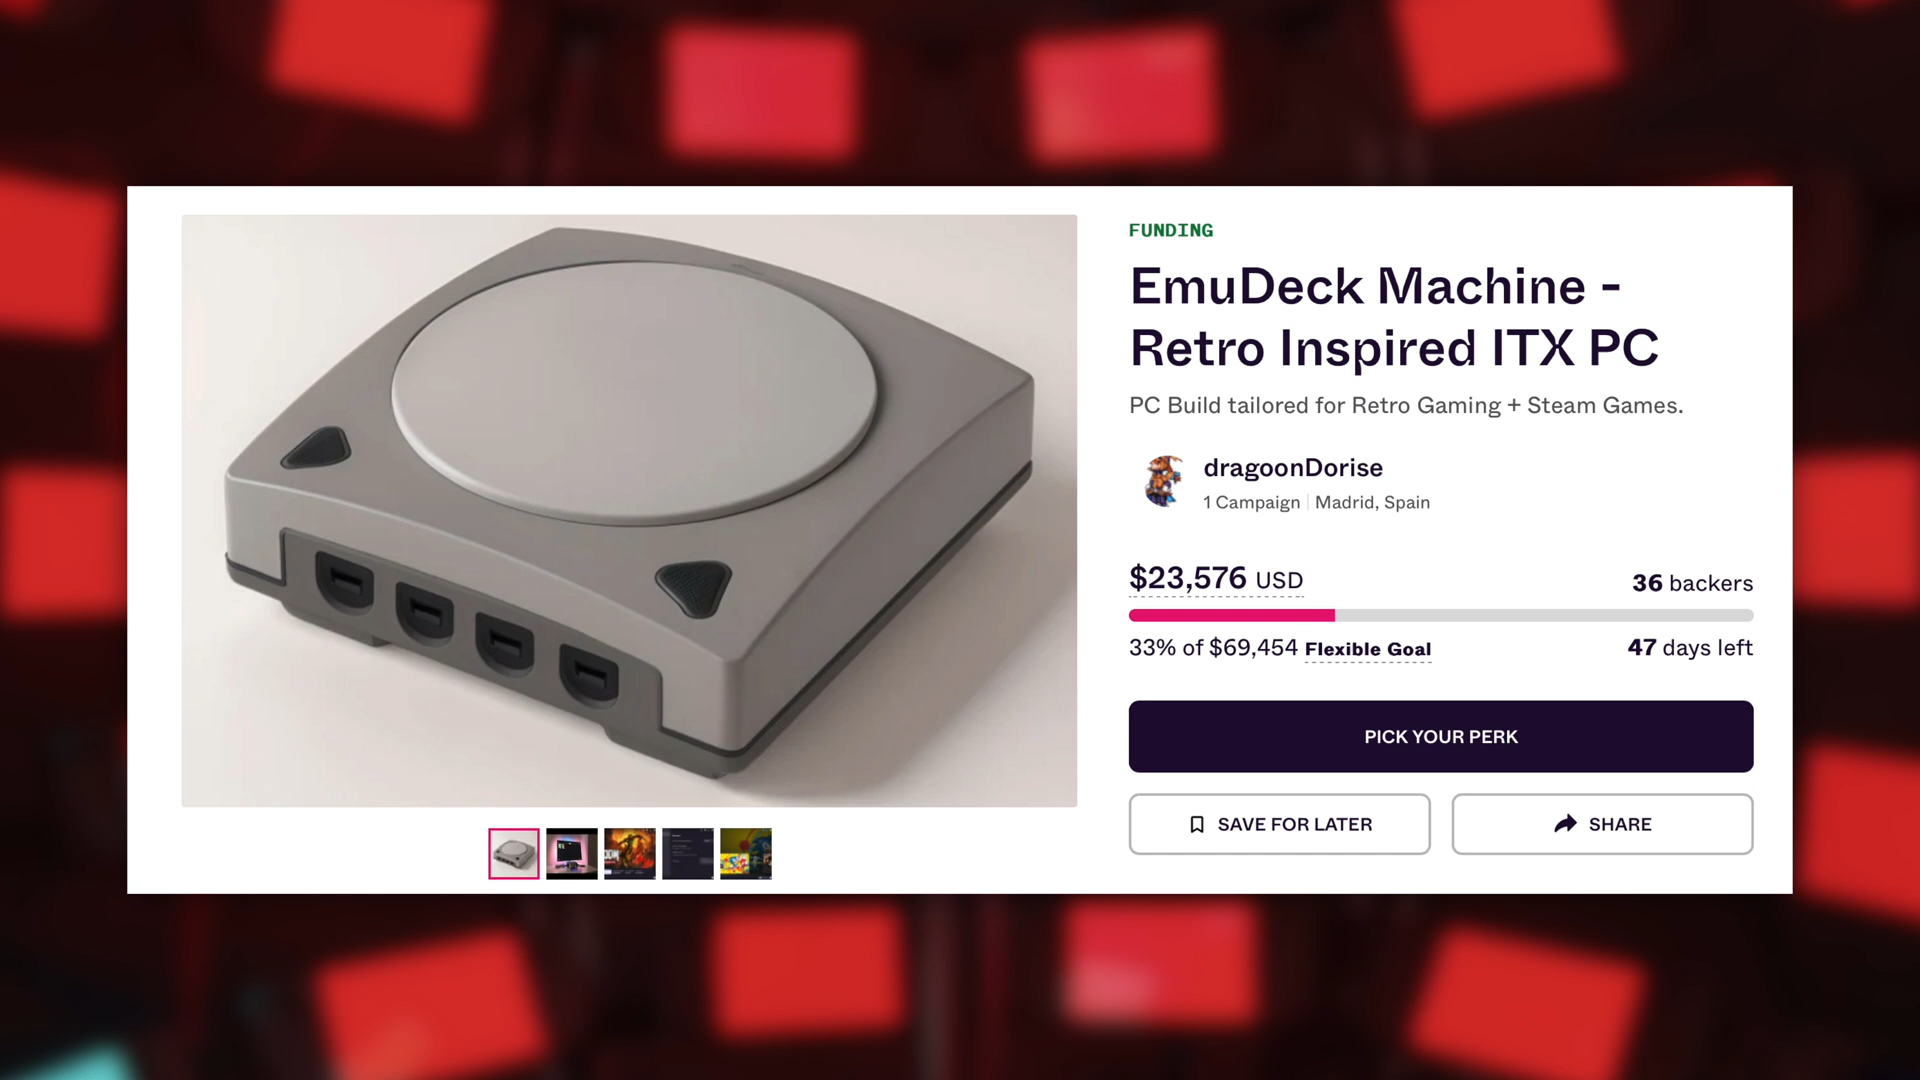 FUNDING
EmuDeck Machine -
Retro Inspired ITX PC
PC Build tailored for Retro Gaming + Steam Games.
dragoonDorise
1 Campaign | Madrid, Spain
$23,576 USD
36 backers
33% of $69,454 Flexible Goal
47 days left
PICK YOUR PERK
SAVE FOR LATER
SHARE